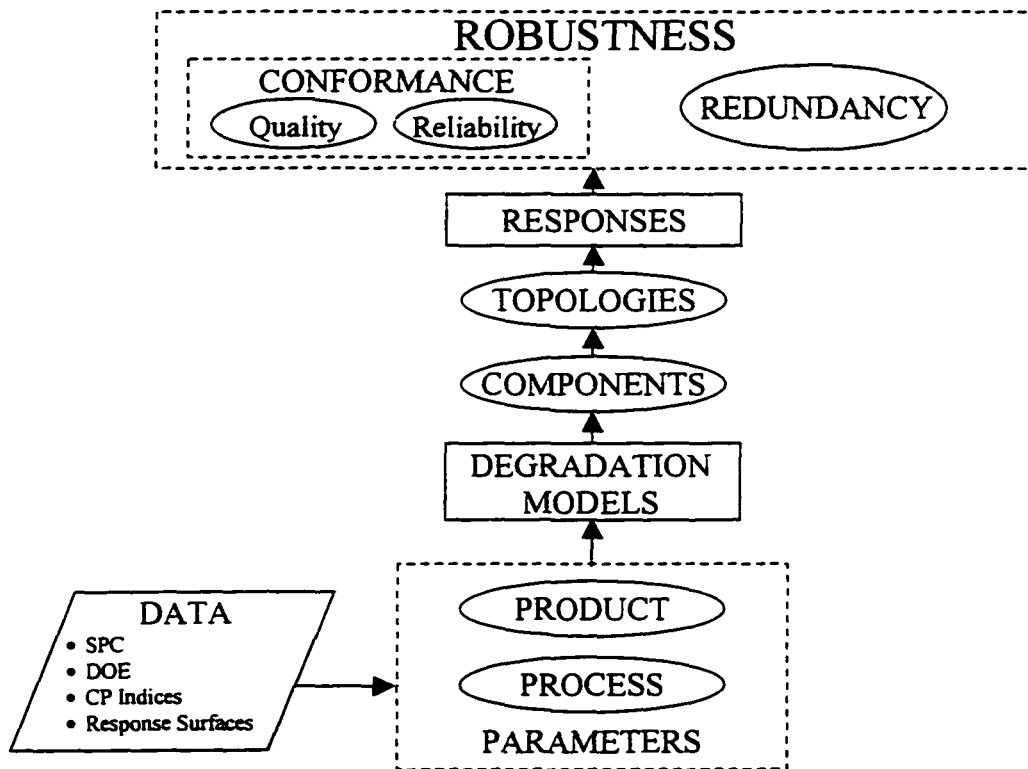 ROBUSTNESS
CONFORMANCE
Quality
Reliability
REDUNDANCY
RESPONSES
TOPOLOGIES
COMPONENTS
DEGRADATION
MODELS
DATA
• SPC
• DOE
• CP Indices
• Response Surfaces
PRODUCT
PROCESS
PARAMETERS